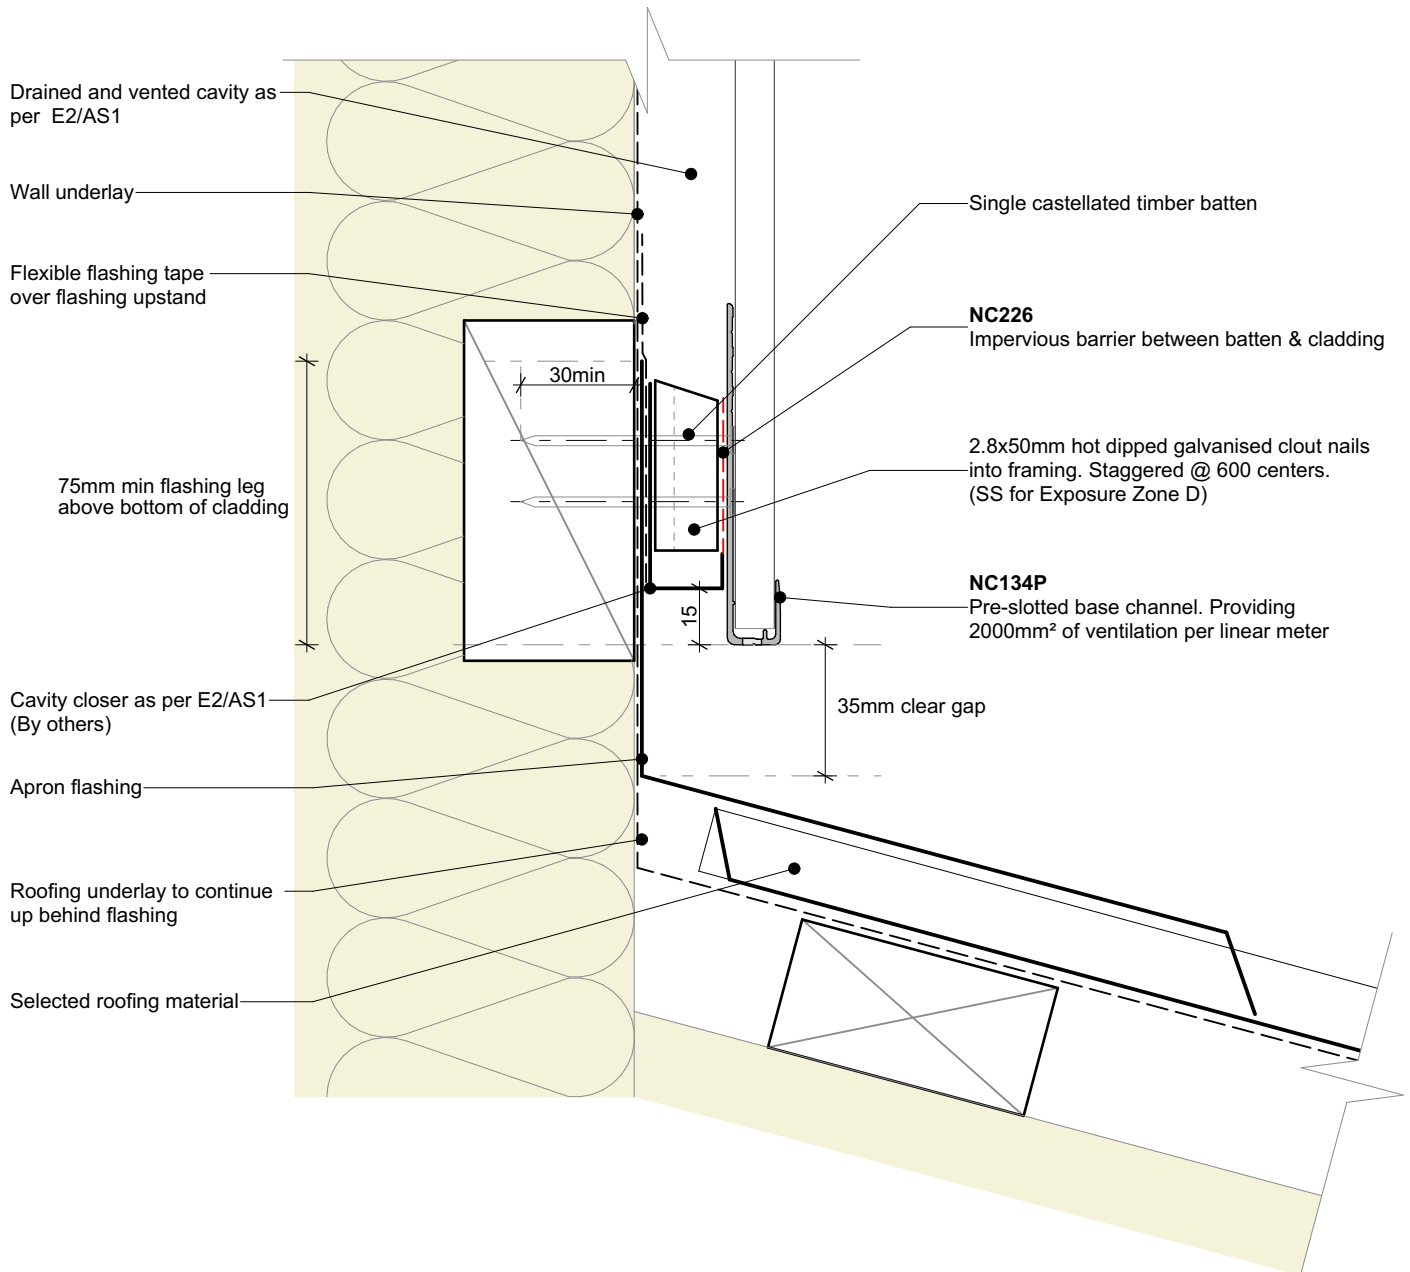 Drained and vented cavity as
per E2/AS1
Wall underlay
Flexible flashing tape
over flashing upstand
75mm min flashing leg
above bottom of cladding
Cavity closer as per E2/AS1
(By others)
Apron flashing
Roofing underlay to continue
up behind flashing
Selected roofing material
30min
15
35mm clear gap
Single castellated timber batten
NC226
Impervious barrier between batten & cladding
2.8x50mm hot dipped galvanised clout nails
into framing. Staggered @ 600 centers.
(SS for Exposure Zone D)
NC134P
Pre-slotted base channel. Providing
2000mm² of ventilation per linear meter